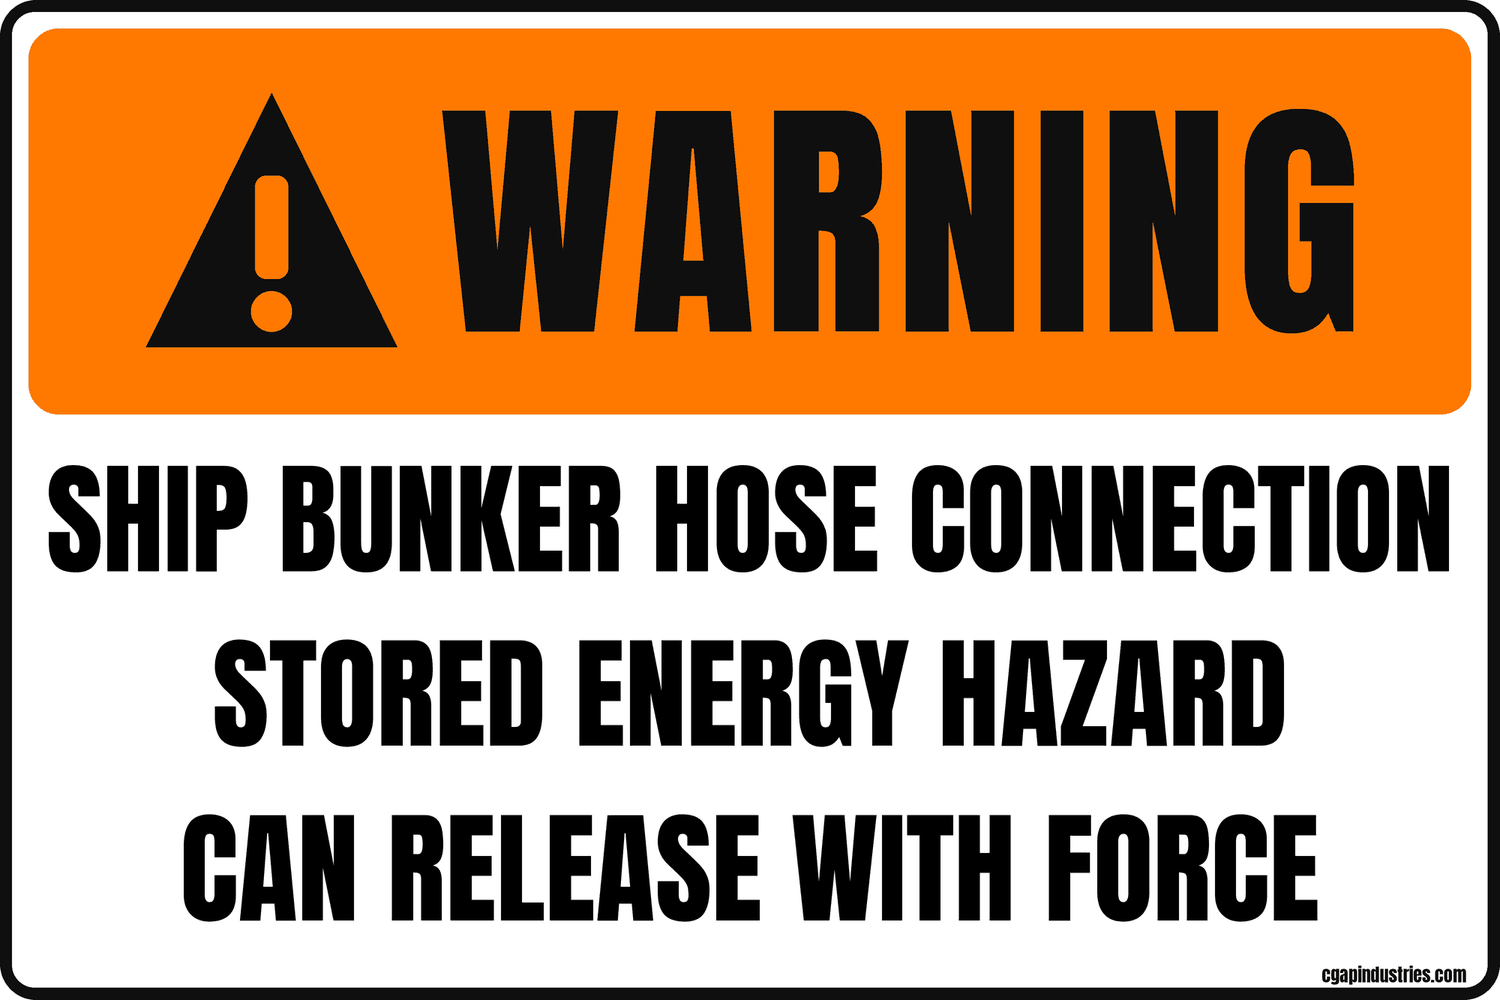 WARNING
SHIP BUNKER HOSE CONNECTION
STORED ENERGY HAZARD
CAN RELEASE WITH FORCE
cgapindustries.com